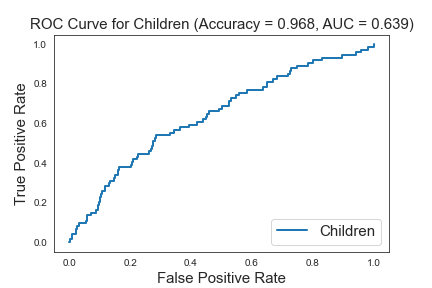 ROC Curve for Children (Accuracy = 0.968, AUC = 0.639)
True Positive Rate
1.0
0.8
0.6
0.4
0.2
0.0
Children
0.0 0.2 0.4 0.6 0.8 1.0
False Positive Rate